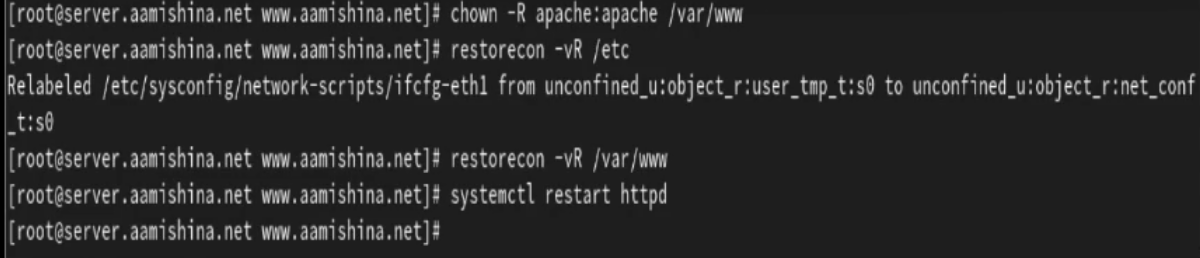 [root@server.aamishina.net www.aamishina.net]# chown -R apache:apache /var/www
[root@server.aamishina.net www.aamishina.net]# restorecon -vR /etc
Relabeled /etc/sysconfig/network-scripts/ifcfg-eth1 from unconfined_u:object_r:user_tmp_t:s0 to unconfined_u:object_r:net_conf
_t:s0
[root@server.aamishina.net www.aamishina.net]# restorecon -vR /var/www
[root@server.aamishina.net www.aamishina.net]# systemctl restart httpd
[root@server.aamishina.net www.aamishina.net]#